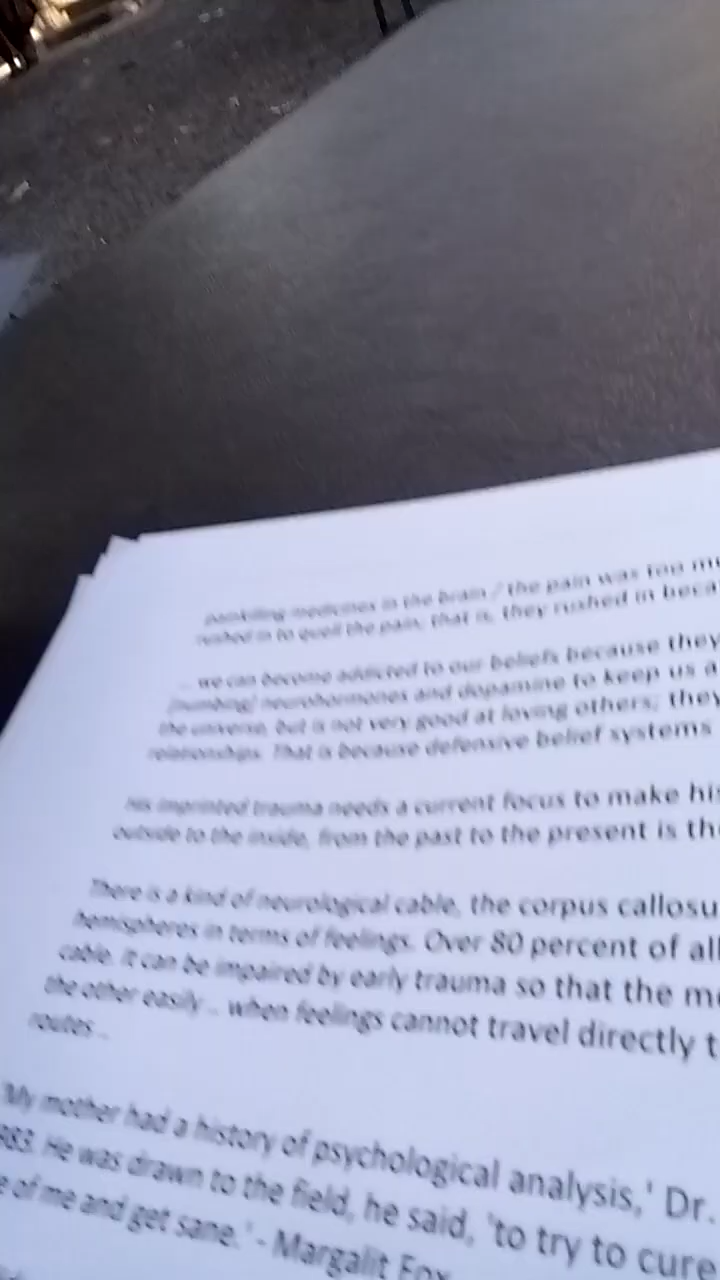 painkilling medicines in the brain / the pain was too
rushed in to quell the pain; that is, they rushed in
... we can become addicted to our beliefs because they
[numbing] neurohormones and dopamine to keep us
the universe, but is not very good at loving others; they
relationships. That is because defensive belief systems
His imprinted trauma needs a current focus to make
outside to the inside, from the past to the present is
There is a kind of neurological cable, the corpus
hemispheres in terms of feelings. Over 80 percent of all
cable. It can be impaired by early trauma so that the
the other easily ... when feelings cannot travel directly
routes ...
'My mother had a history of psychological analysis,' Dr.
He was drawn to the field, he said, 'to try to cure
of me and get sane.' - Margalit Fox